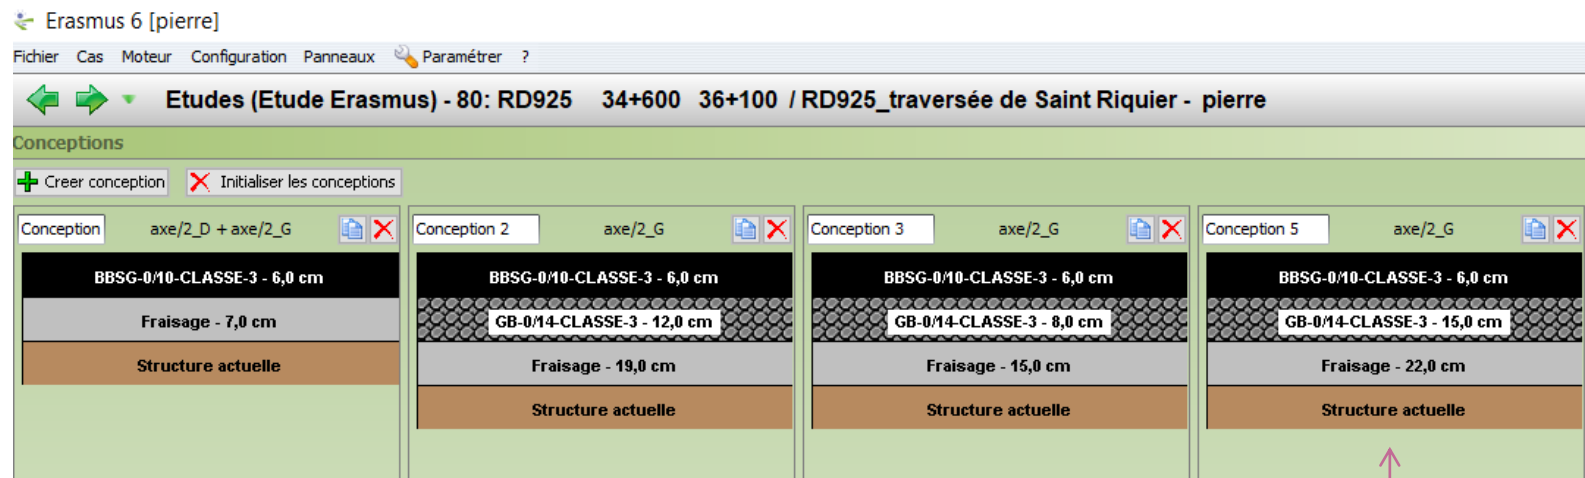 Erasmus 6 [pierre]
Fichier Cas Moteur Configuration Panneaux Paramétrer ?
Etudes (Etude Erasmus) - 80: RD925 34+600 36+100 / RD925_traversée de Saint Riquier - pierre
Conceptions
Creer conception Initialiser les conceptions
Conception axe/2_D + axe/2_G
BBSG-0/10-CLASSE-3 - 6,0 cm
Fraisage - 7,0 cm
Structure actuelle
Conception 2 axe/2_G
BBSG-0/10-CLASSE-3 - 6,0 cm
GB-0/14-CLASSE-3 - 12,0 cm
Fraisage - 19,0 cm
Structure actuelle
Conception 3 axe/2_G
BBSG-0/10-CLASSE-3 - 6,0 cm
GB-0/14-CLASSE-3 - 8,0 cm
Fraisage - 15,0 cm
Structure actuelle
Conception 5 axe/2_G
BBSG-0/10-CLASSE-3 - 6,0 cm
GB-0/14-CLASSE-3 - 15,0 cm
Fraisage - 22,0 cm
Structure actuelle